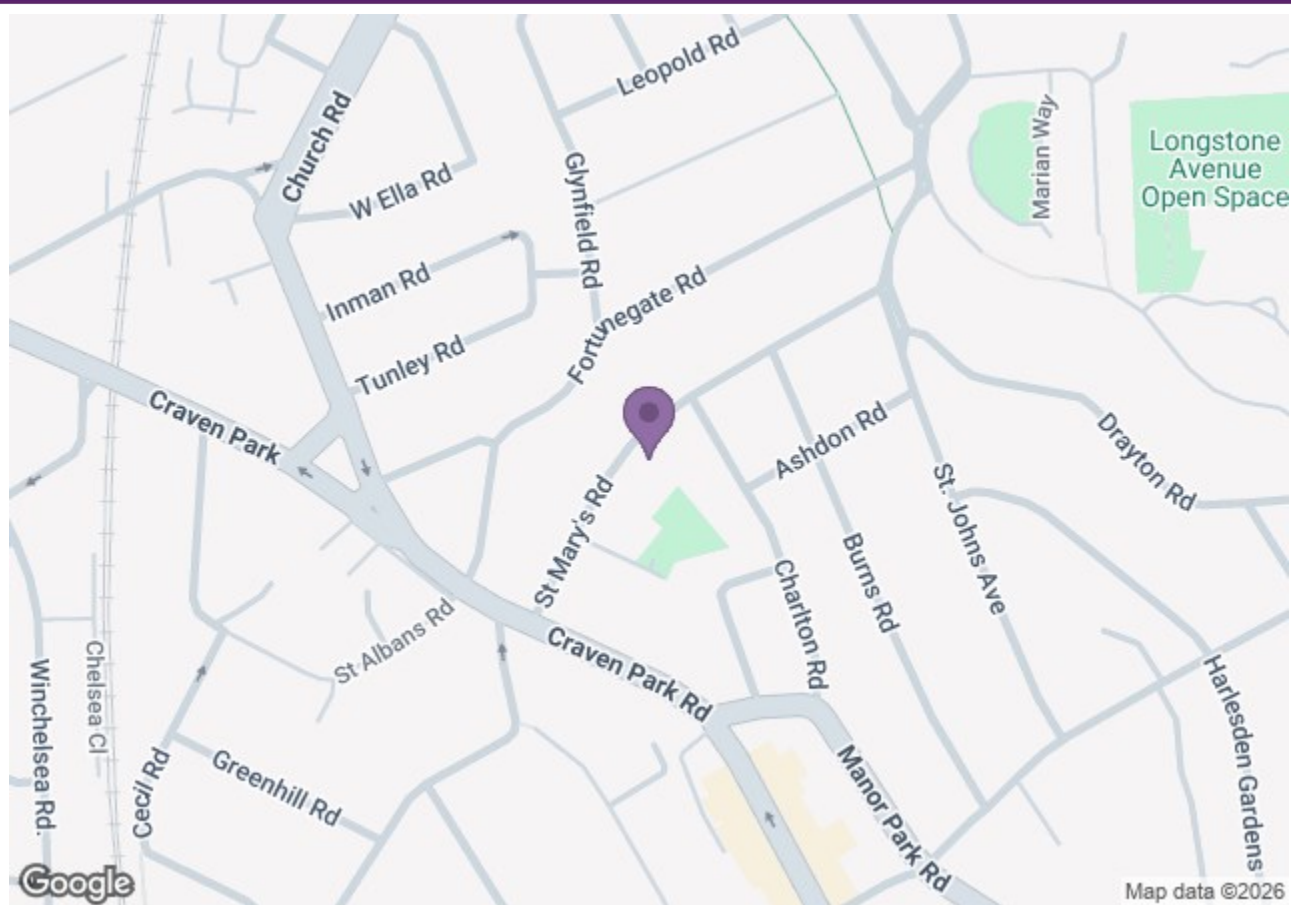 Leopold Rd
Church Rd
Marian Way
Longstone
Avenue
Open Space
W Ella Rd
Glynfield Rd
Inman Rd
Fortunegate Rd
Tunley Rd
Craven Park
Ashdon Rd
Drayton Rd
St Mary's Rd
St. Johns Ave
Burns Rd
Charlton Rd
St Albans Rd
Craven Park Rd
Chelsea Cl
Winchelsea Rd.
Harlesden Gardens
Cecil Rd
Greenhill Rd
Manor Park Rd
Google
Map data ©2026